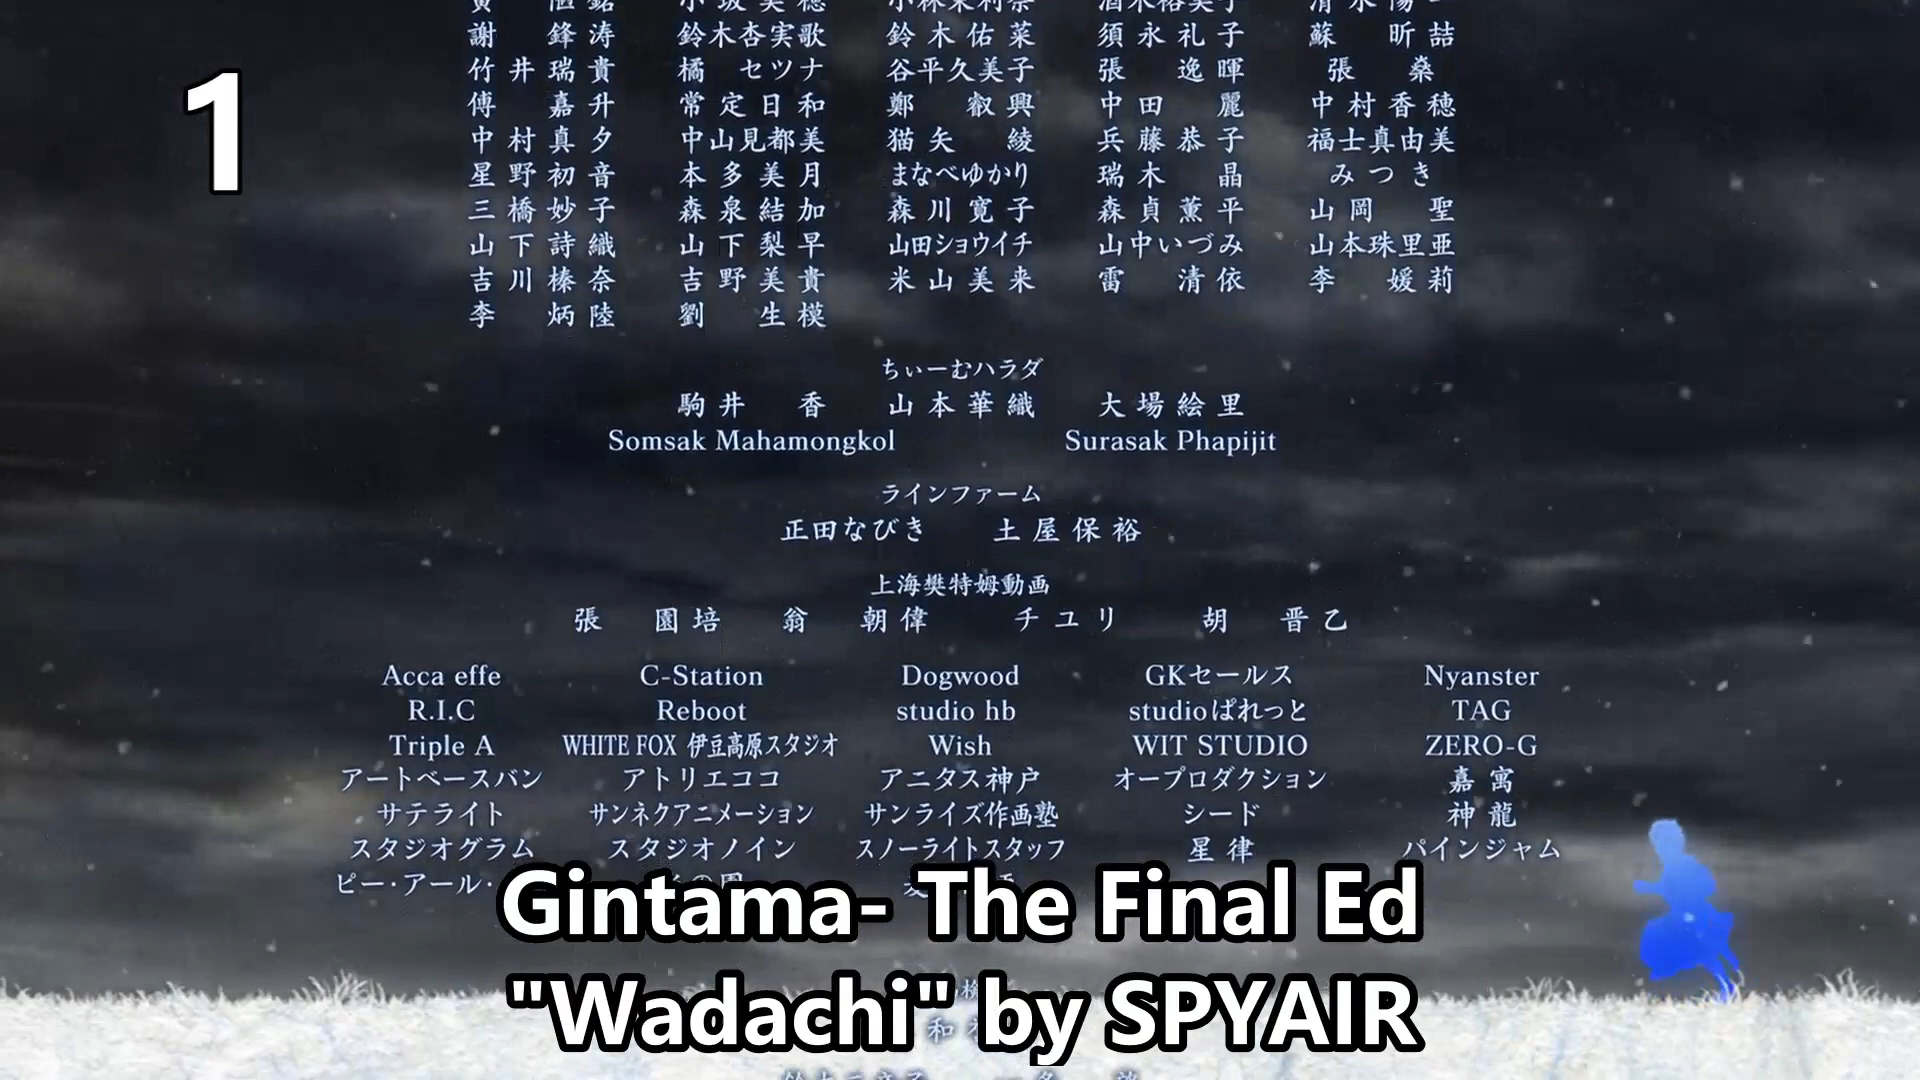 1
謝 鋒涛 鈴木杏実歌 鈴木佑菜 須永礼子 蘇 昕喆
竹井瑞貴 橘 セツナ 谷平久美子 張 逸暉 張 燊
傅 嘉升 常定日和 鄭 叡興 中田 麗 中村香穂
中村真夕 中山見都美 猫矢 綾 兵藤恭子 福士真由美
星野初音 本多美月 まなべゆかり 瑞木 晶 みつき
三橋妙子 森泉結加 森川寛子 森貞薫平 山岡 聖
山下詩織 山下梨早 山田ショウイチ 山中いづみ 山本珠里亜
吉川榛奈 吉野美貴 米山美来 雷 清依 李 媛莉
李 炳陸 劉 生模
ちぃーむハラダ
駒井 香 山本華織 大場絵里
Somsak Mahamongkol Surasak Phapijit
ラインファーム
正田なびき 土屋保裕
上海樊特姆動画
張 園培 翁 朝偉 チユリ 胡 晋乙
Acca effe C-Station Dogwood GKセールス Nyanster
R.I.C Reboot studio hb studioぱれっと TAG
Triple A WHITE FOX 伊豆高原スタジオ Wish WIT STUDIO ZERO-G
アートベースバン アトリエココ アニタス神戸 オープロダクション 嘉寓
サテライト サンネクアニメーション サンライズ作画塾 シード 神龍
スタジオグラム スタジオノイン スノーライトスタッフ 星律 パインジャム
ピー・アール・
Gintama- The Final Ed
"Wadachi" by SPYAIR